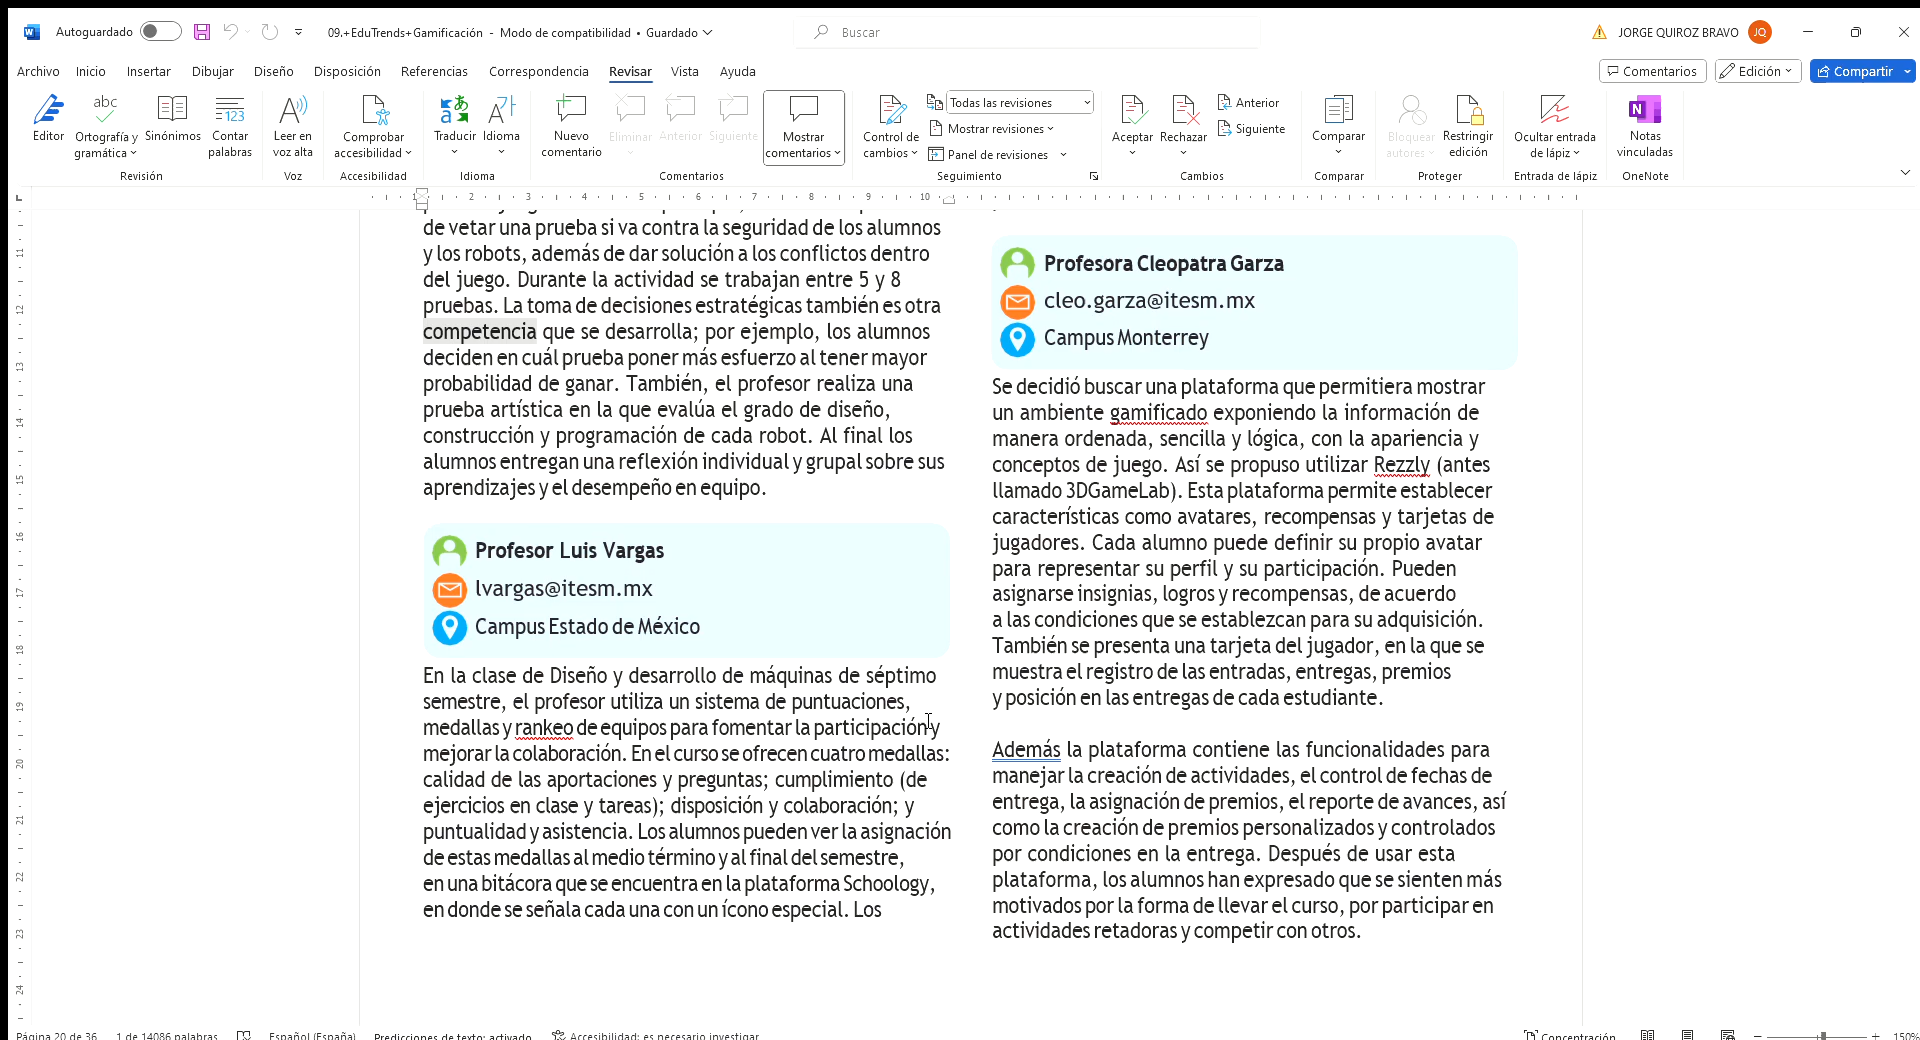 Autoguardado
09.+EduTrends+Gamificación - Modo de compatibilidad • Guardado
Buscar
JORGE QUIROZ BRAVO
JQ
Archivo Inicio Insertar Dibujar Diseño Disposición Referencias Correspondencia Revisar Vista Ayuda
Comentarios Edición Compartir
Editor
Ortografía y gramática
Sinónimos
Contar palabras
Revisión
Leer en voz alta
Voz
Comprobar accesibilidad
Accesibilidad
Traducir
Idioma
Idioma
Nuevo comentario
Eliminar
Anterior
Siguiente
Mostrar comentarios
Comentarios
Control de cambios
Todas las revisiones
Mostrar revisiones
Panel de revisiones
Seguimiento
Aceptar
Rechazar
Anterior
Siguiente
Cambios
Comparar
Comparar
Bloquear autores
Restringir edición
Proteger
Ocultar entrada de lápiz
Entrada de lápiz
Notas vinculadas
OneNote
1 2 3 4 5 6 7 8 9 10
11
12
13
14
15
16
17
18
19
20
21
22
23
24
de vetar una prueba si va contra la seguridad de los alumnos
y los robots, además de dar solución a los conflictos dentro
del juego. Durante la actividad se trabajan entre 5 y 8
pruebas. La toma de decisiones estratégicas también es otra
competencia que se desarrolla; por ejemplo, los alumnos
deciden en cuál prueba poner más esfuerzo al tener mayor
probabilidad de ganar. También, el profesor realiza una
prueba artística en la que evalúa el grado de diseño,
construcción y programación de cada robot. Al final los
alumnos entregan una reflexión individual y grupal sobre sus
aprendizajes y el desempeño en equipo.
Profesor Luis Vargas
lvargas@itesm.mx
Campus Estado de México
En la clase de Diseño y desarrollo de máquinas de séptimo
semestre, el profesor utiliza un sistema de puntuaciones,
medallas y rankeo de equipos para fomentar la participación y
mejorar la colaboración. En el curso se ofrecen cuatro medallas:
calidad de las aportaciones y preguntas; cumplimiento (de
ejercicios en clase y tareas); disposición y colaboración; y
puntualidad y asistencia. Los alumnos pueden ver la asignación
de estas medallas al medio término y al final del semestre,
en una bitácora que se encuentra en la plataforma Schoology,
en donde se señala cada una con un ícono especial. Los
Profesora Cleopatra Garza
cleo.garza@itesm.mx
Campus Monterrey
Se decidió buscar una plataforma que permitiera mostrar
un ambiente gamificado exponiendo la información de
manera ordenada, sencilla y lógica, con la apariencia y
conceptos de juego. Así se propuso utilizar Rezzly (antes
llamado 3DGameLab). Esta plataforma permite establecer
características como avatares, recompensas y tarjetas de
jugadores. Cada alumno puede definir su propio avatar
para representar su perfil y su participación. Pueden
asignarse insignias, logros y recompensas, de acuerdo
a las condiciones que se establezcan para su adquisición.
También se presenta una tarjeta del jugador, en la que se
muestra el registro de las entradas, entregas, premios
y posición en las entregas de cada estudiante.
Además la plataforma contiene las funcionalidades para
manejar la creación de actividades, el control de fechas de
entrega, la asignación de premios, el reporte de avances, así
como la creación de premios personalizados y controlados
por condiciones en la entrega. Después de usar esta
plataforma, los alumnos han expresado que se sienten más
motivados por la forma de llevar el curso, por participar en
actividades retadoras y competir con otros.
Página 20 de 36 1 de 14086 palabras Español (España) Predicciones de texto: activado Accesibilidad: es necesario investigar Concentración 150%